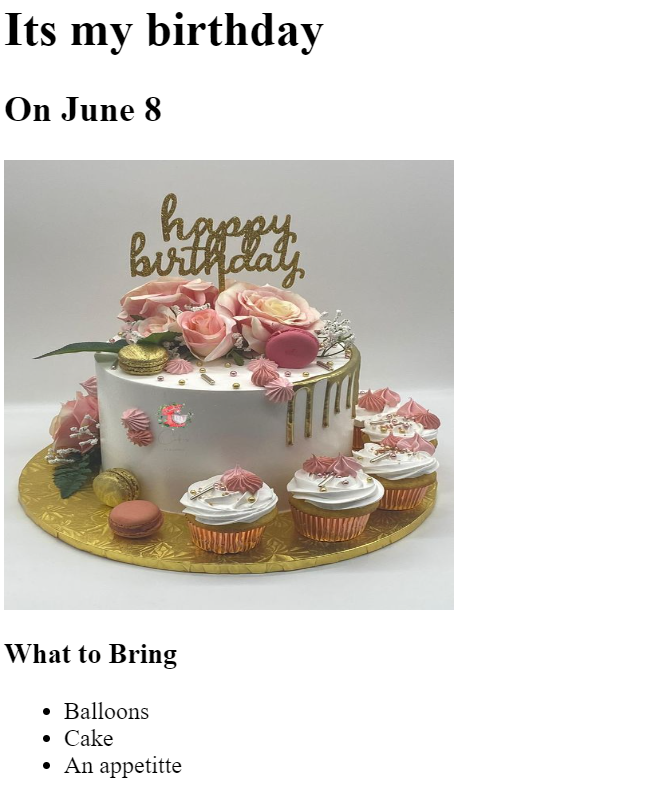 Its my birthday
On June 8
happy
birthday
What to Bring
Balloons
Cake
An appetitte